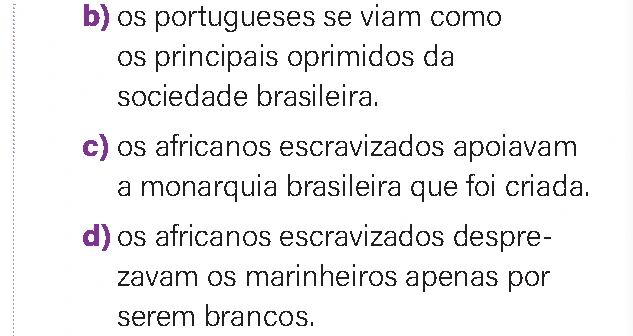 b) os portugueses se viam como
os principais oprimidos da
sociedade brasileira.
c) os africanos escravizados apoiavam
a monarquia brasileira que foi criada.
d) os africanos escravizados despre-
zavam os marinheiros apenas por
serem brancos.